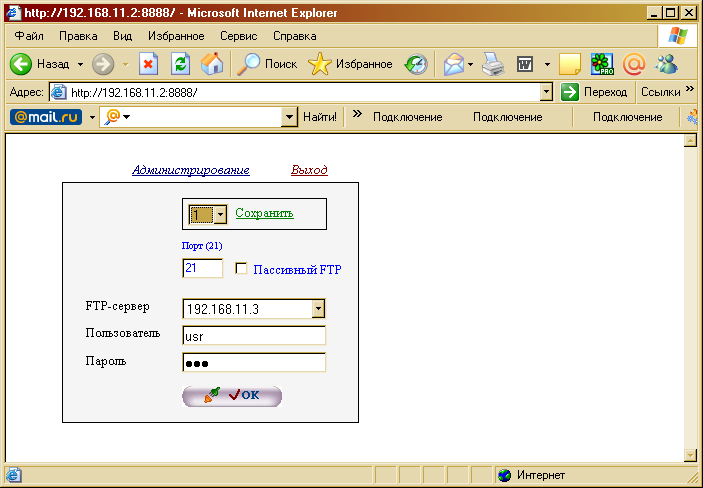 http://192.168.11.2:8888/ - Microsoft Internet Explorer
Файл Правка Вид Избранное Сервис Справка
Назад Поиск Избранное W PRO
Адрес: http://192.168.11.2:8888/ Переход Ссылки »
@mail.ru @ Найти! » Подключение Подключение Подключение
Администрирование Выход
1 Сохранить
Порт (21)
21 Пассивный FTP
FTP-сервер 192.168.11.3
Пользователь usr
Пароль ●●●
OK
Интернет